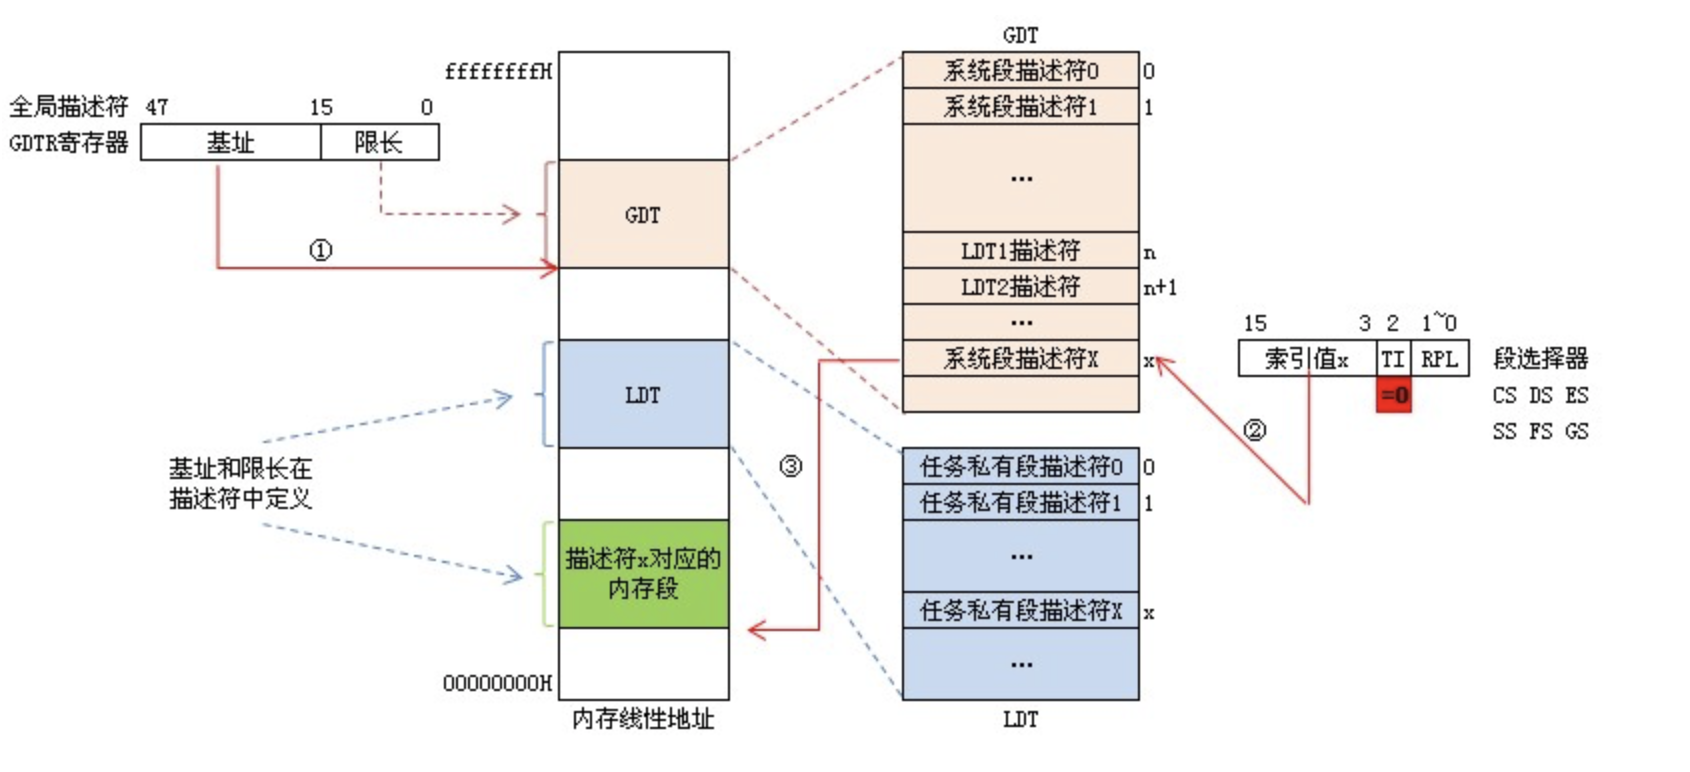 ffffffffH
全局描述符 47 15 0
GDTR寄存器 基址 限长
①
GDT
LDT
基址和限长在
描述符中定义
描述符x对应的
内存段
00000000H
内存线性地址
③
GDT
系统段描述符0 0
系统段描述符1 1
…
LDT1描述符 n
LDT2描述符 n+1
…
系统段描述符X x
任务私有段描述符0 0
任务私有段描述符1 1
…
任务私有段描述符X x
…
LDT
15 3 2 1~0
索引值x TI RPL 段选择器
=0 CS DS ES
② SS FS GS